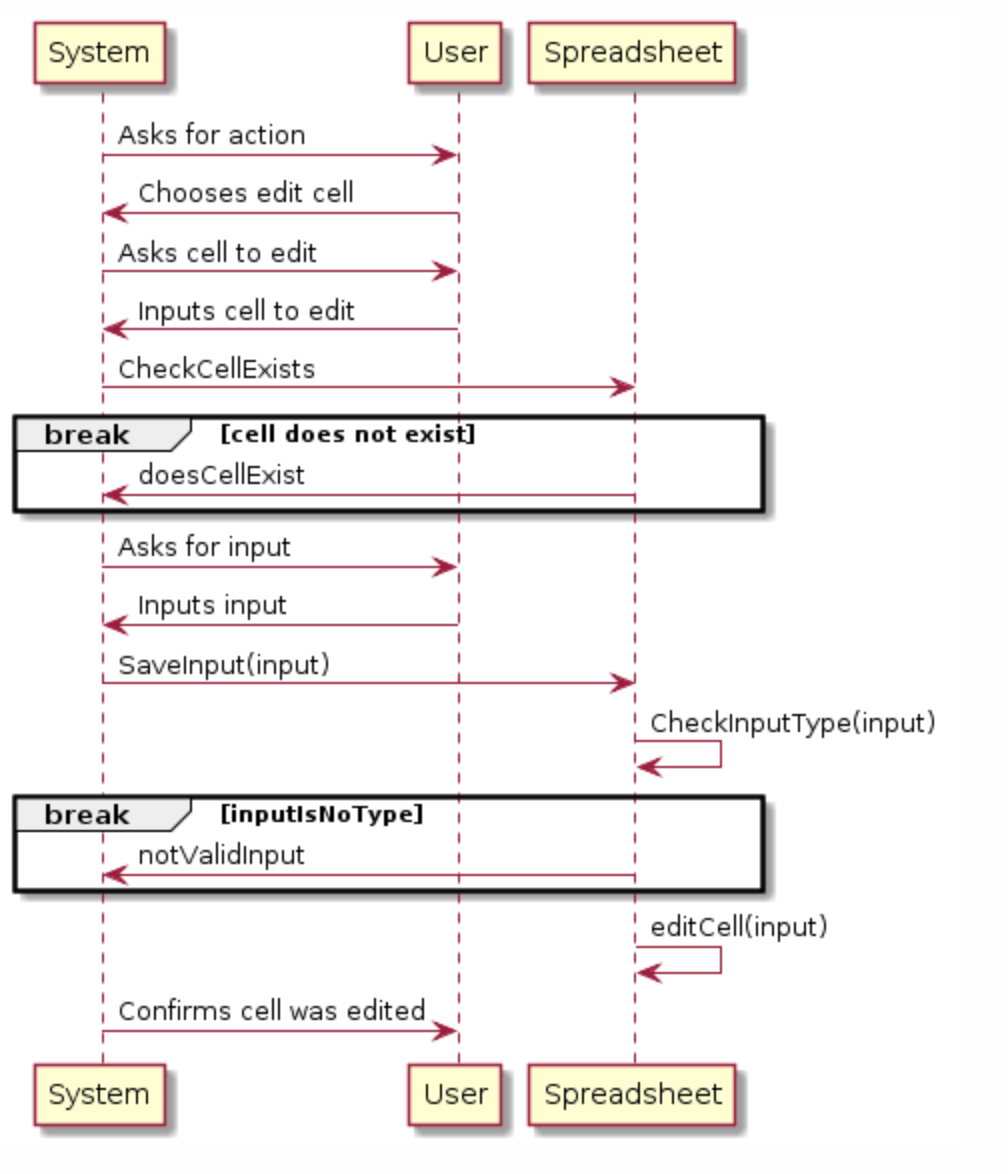 System User Spreadsheet
Asks for action
Chooses edit cell
Asks cell to edit
Inputs cell to edit
CheckCellExists
break [cell does not exist]
doesCellExist
Asks for input
Inputs input
SaveInput(input)
CheckInputType(input)
break [inputIsNoType]
notValidInput
editCell(input)
Confirms cell was edited
System User Spreadsheet